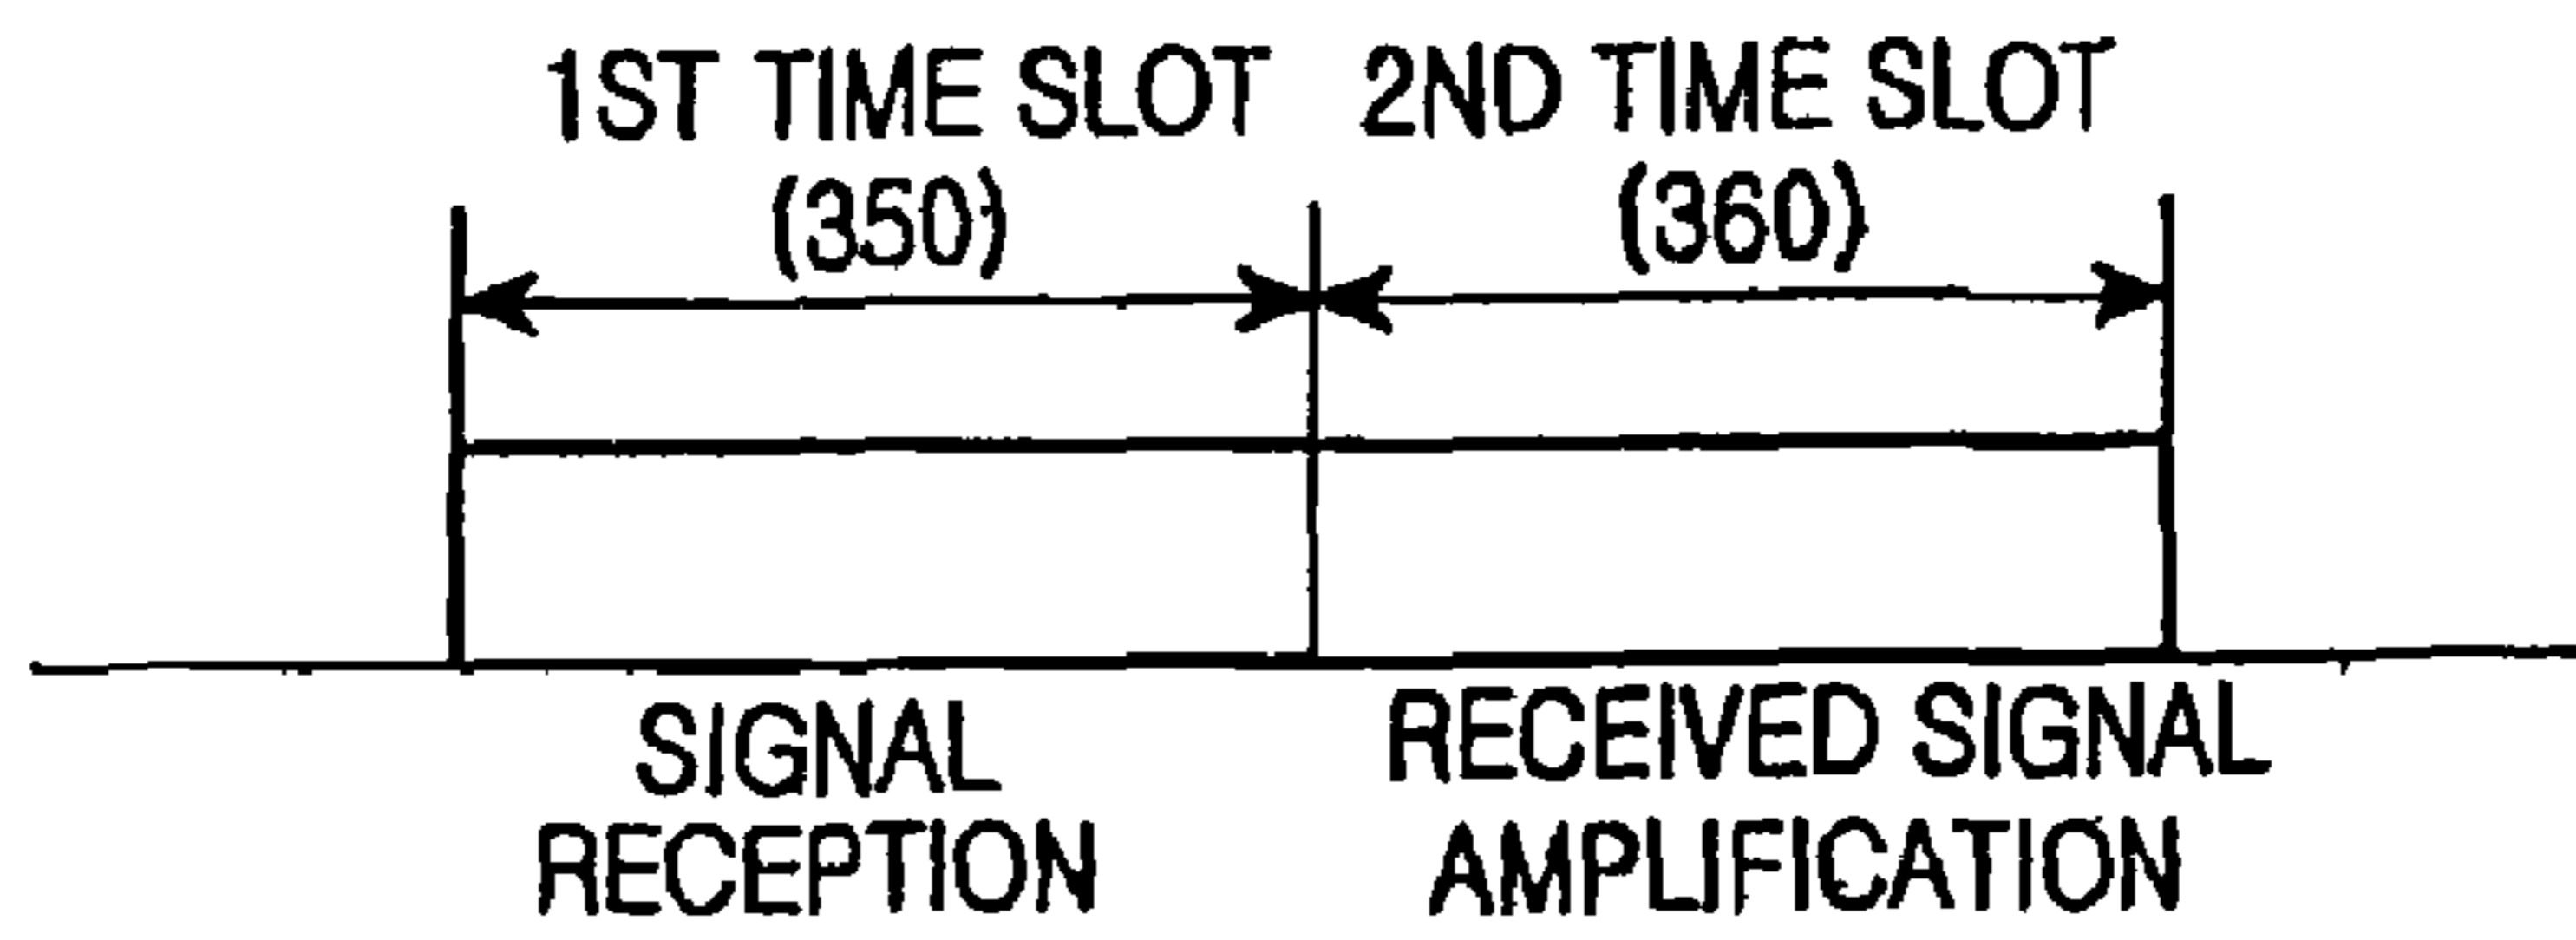 1ST TIME SLOT
(350)
2ND TIME SLOT
(360)
SIGNAL
RECEPTION
RECEIVED SIGNAL
AMPLIFICATION